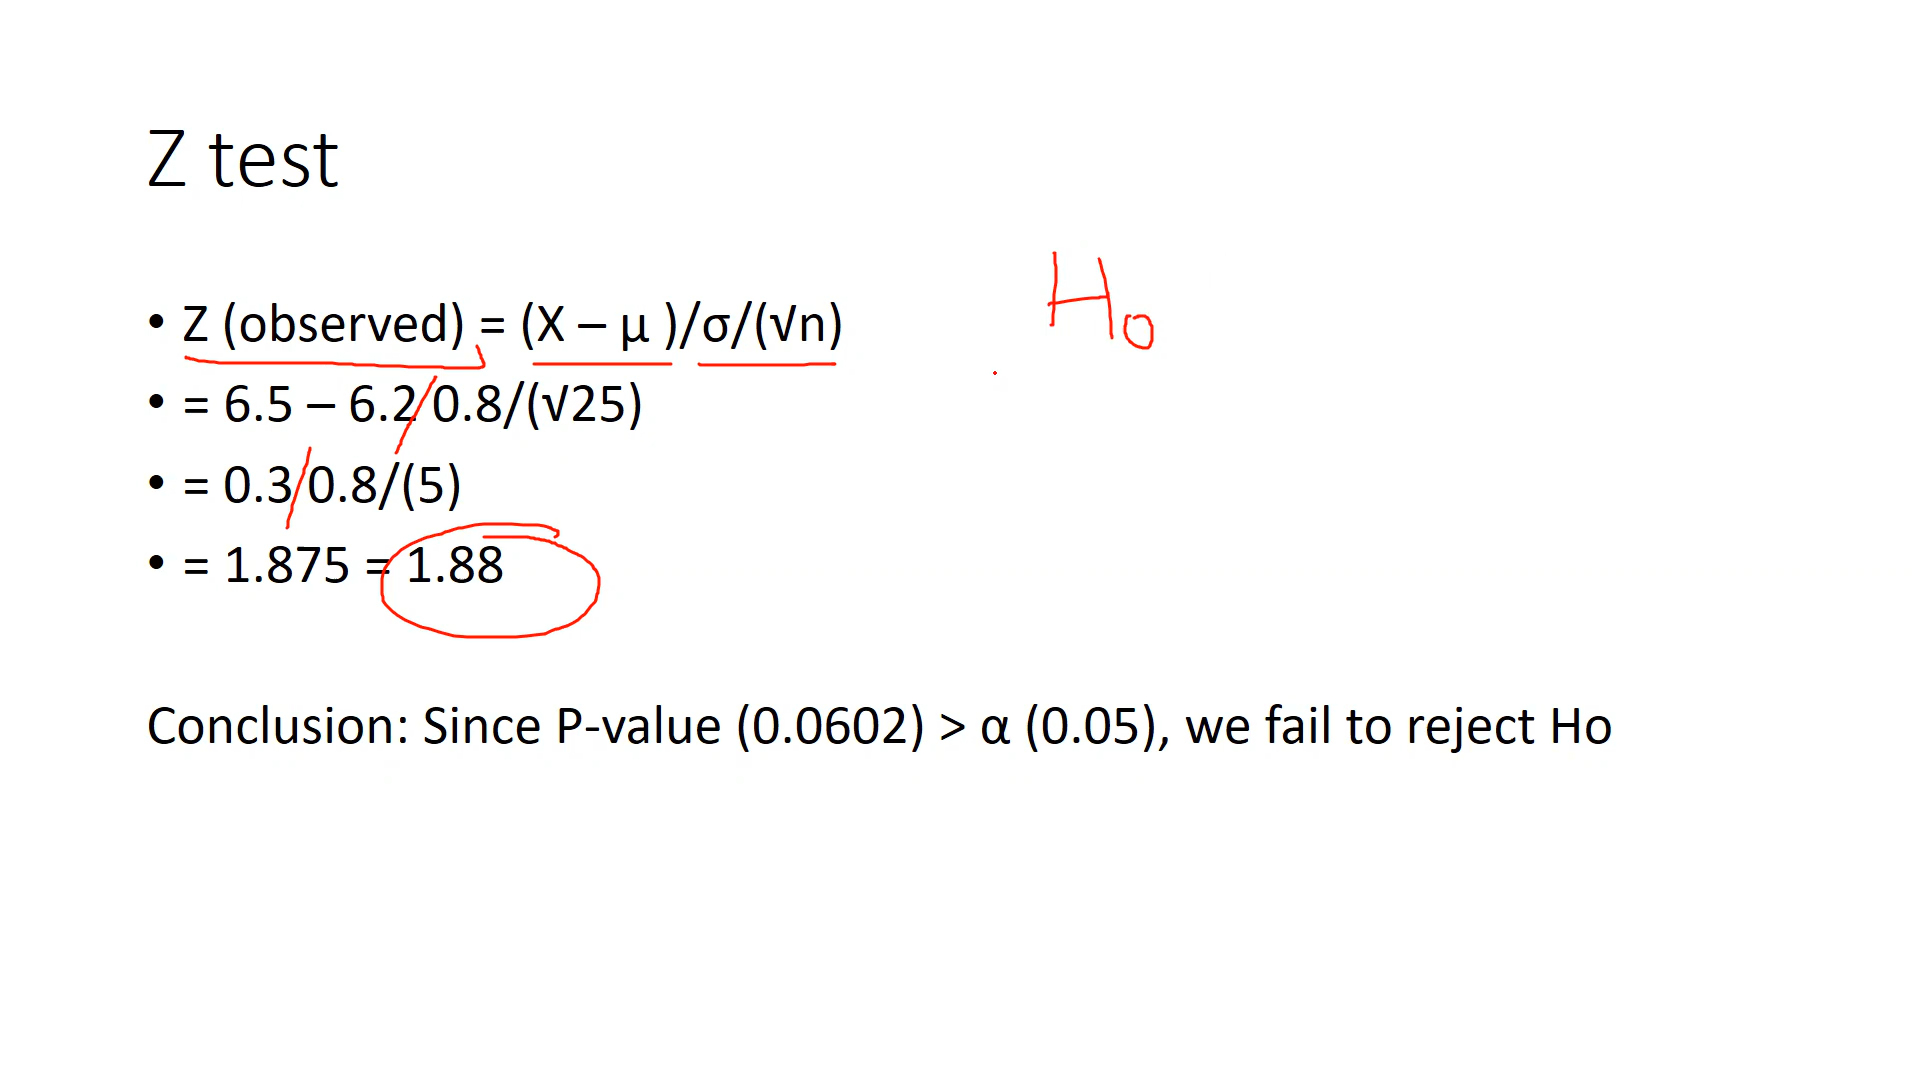 Z test
H0
• Z (observed) = (X – µ )/σ/(√n)
• = 6.5 – 6.2/0.8/(√25)
• = 0.3/0.8/(5)
• = 1.875 = 1.88
Conclusion: Since P-value (0.0602) > α (0.05), we fail to reject Ho